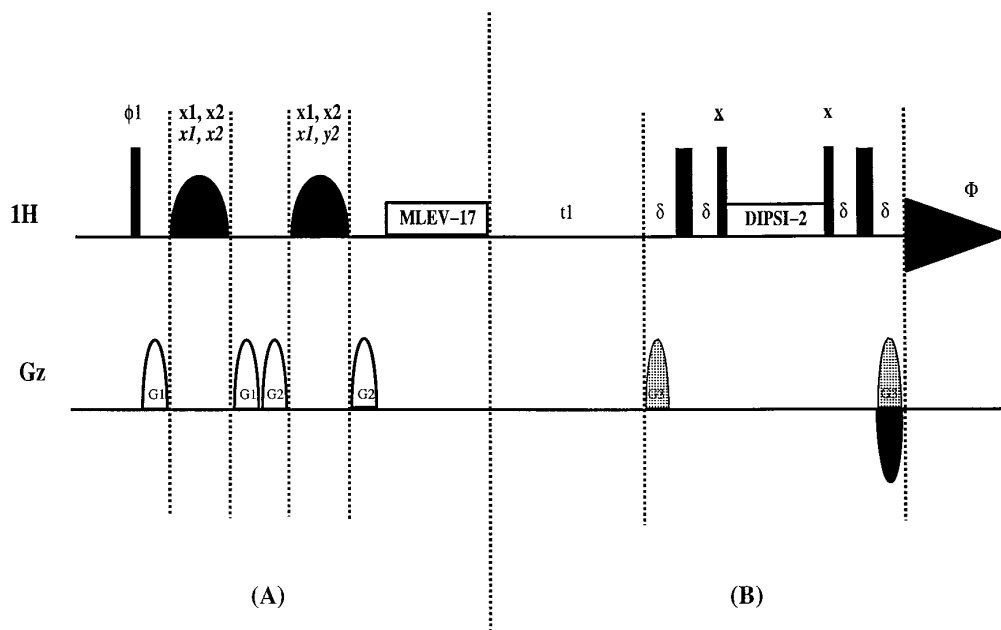 ϕ1 x1, x2 x1, x2 x x
x1, x2 x1, y2
1H MLEV-17 t1 δ δ DIPSI-2 δ δ Φ
Gz G1 G1 G2 G2
(A) (B)